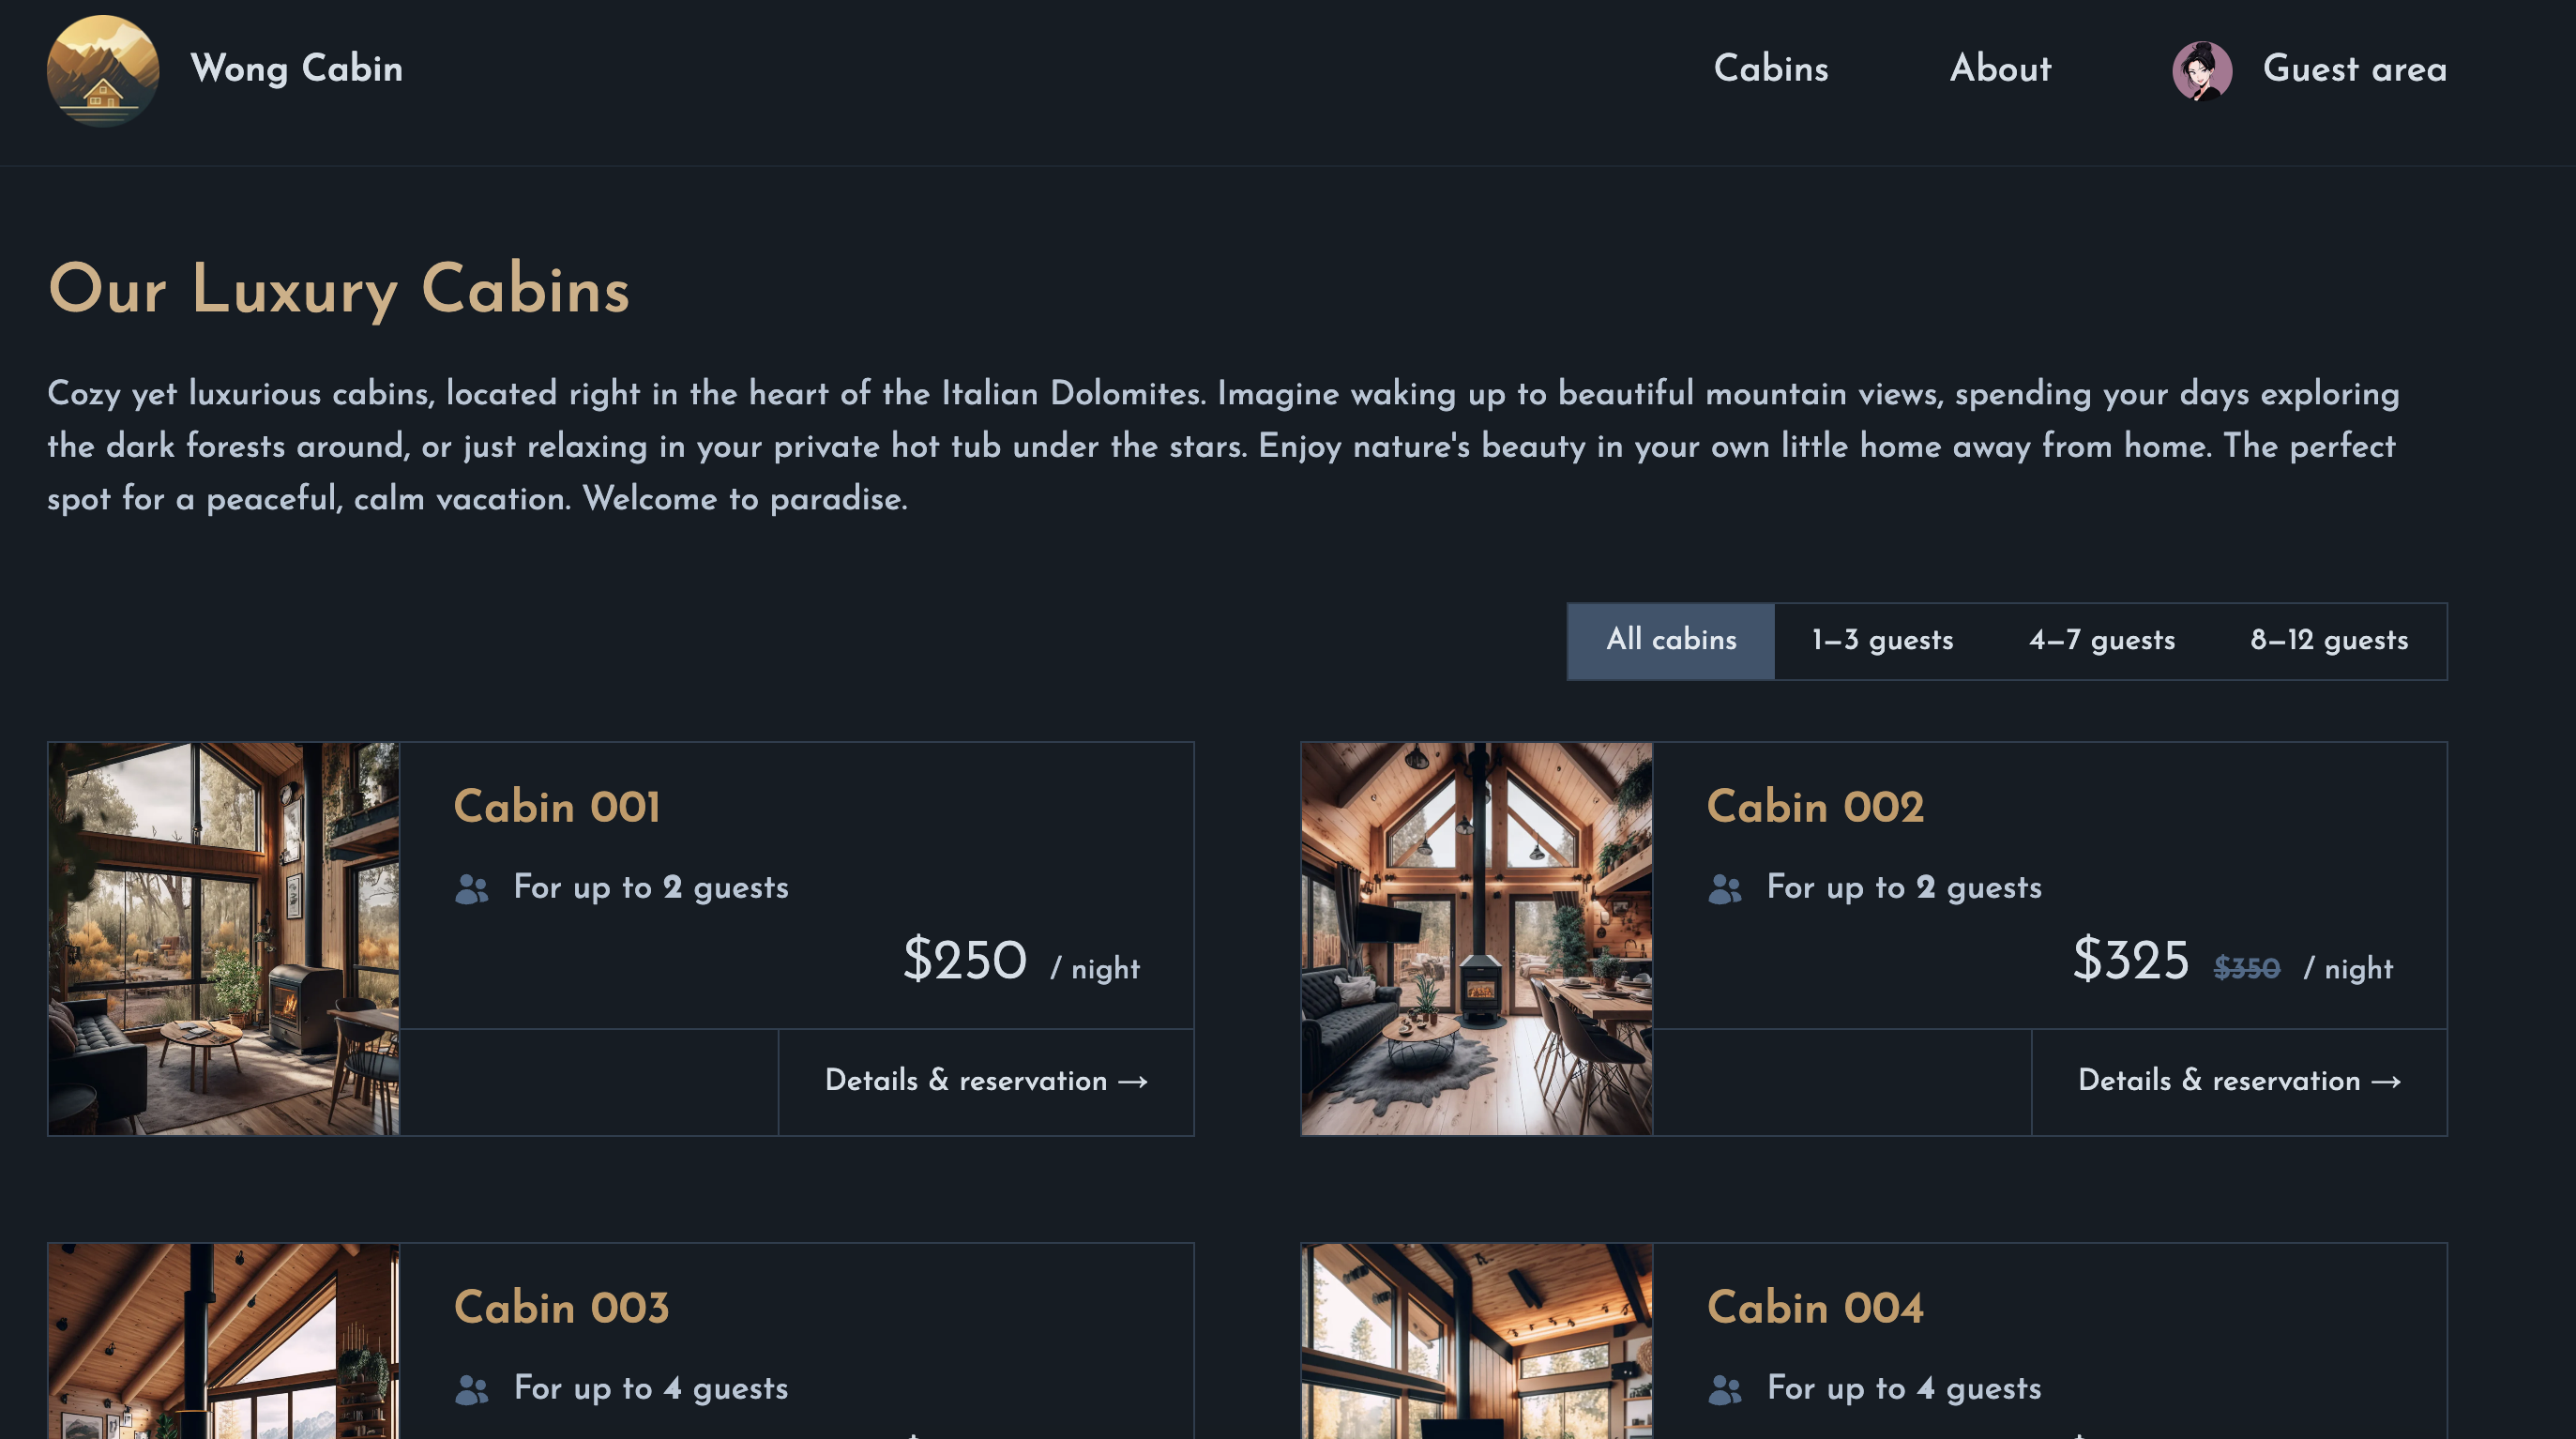 Wong Cabin
Cabins
About
Guest area
Our Luxury Cabins
Cozy yet luxurious cabins, located right in the heart of the Italian Dolomites. Imagine waking up to beautiful mountain views, spending your days exploring
the dark forests around, or just relaxing in your private hot tub under the stars. Enjoy nature's beauty in your own little home away from home. The perfect
spot for a peaceful, calm vacation. Welcome to paradise.
All cabins
1—3 guests
4—7 guests
8—12 guests
Cabin 001
For up to 2 guests
$250 / night
Details & reservation →
Cabin 002
For up to 2 guests
$325 $350 / night
Details & reservation →
Cabin 003
For up to 4 guests
Cabin 004
For up to 4 guests